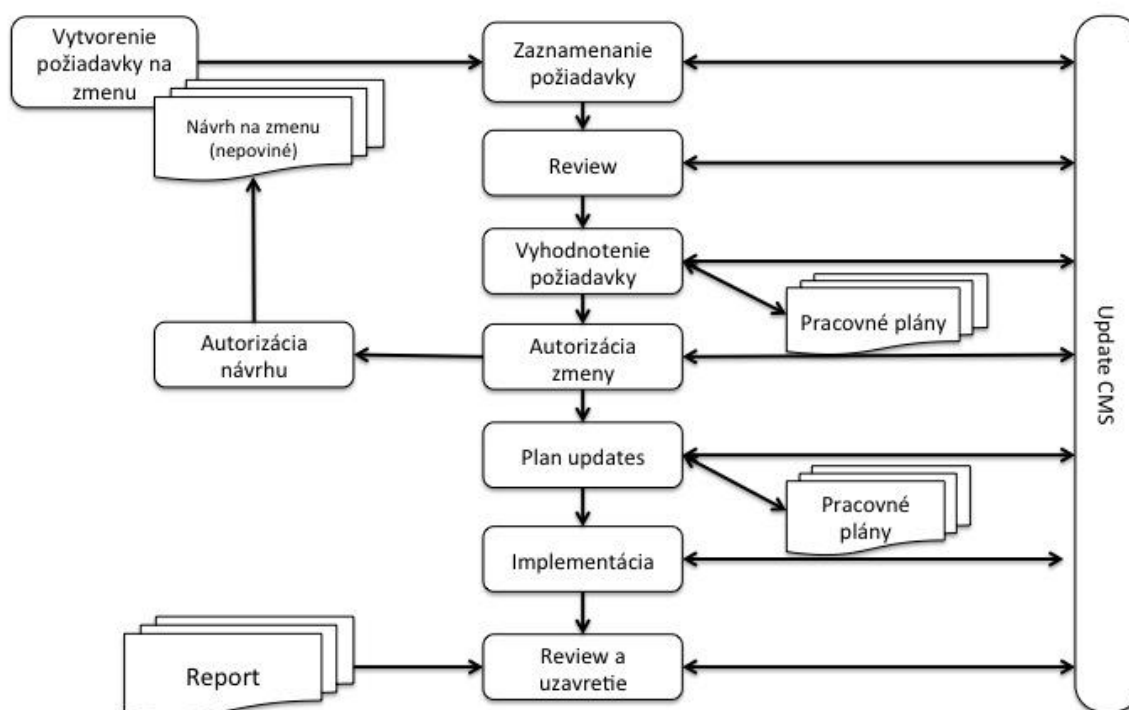 Vytvorenie
požiadavky na
zmenu
Zaznamenanie
požiadavky
Návrh na zmenu
(nepoviné)
Review
Vyhodnotenie
požiadavky
Pracovné plány
Autorizácia
návrhu
Autorizácia
zmeny
Plan updates
Pracovné
plány
Implementácia
Report
Review a
uzavretie
Update CMS